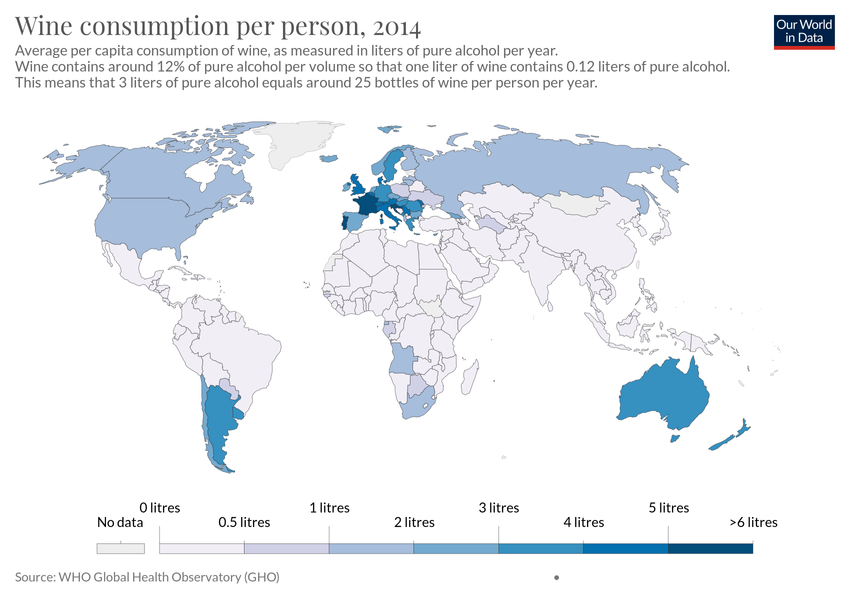 Wine consumption per person, 2014
Our World
in Data
Average per capita consumption of wine, as measured in liters of pure alcohol per year.
Wine contains around 12% of pure alcohol per volume so that one liter of wine contains 0.12 liters of pure alcohol.
This means that 3 liters of pure alcohol equals around 25 bottles of wine per person per year.
0 litres
1 litres
3 litres
5 litres
No data
0.5 litres
2 litres
4 litres
>6 litres
Source: WHO Global Health Observatory (GHO)